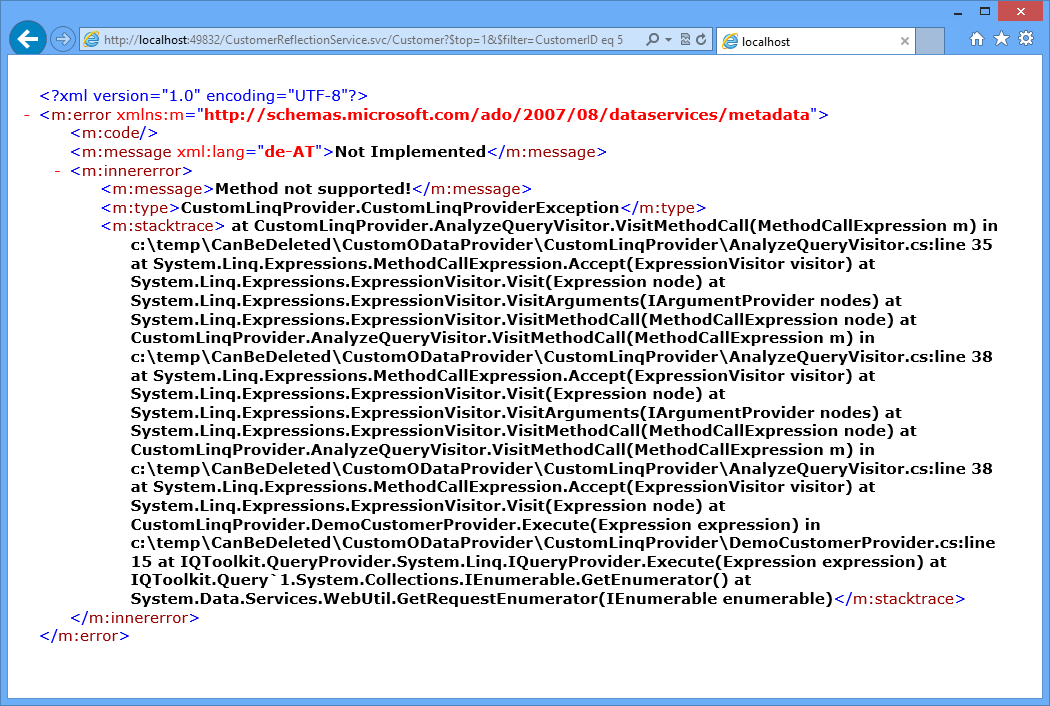 http://localhost:49832/CustomerReflectionService.svc/Customer?$top=1&$filter=CustomerID eq 5
localhost
<?xml version="1.0" encoding="UTF-8"?>
- <m:error xmlns:m="http://schemas.microsoft.com/ado/2007/08/dataservices/metadata">
<m:code/>
<m:message xml:lang="de-AT">Not Implemented</m:message>
- <m:innererror>
<m:message>Method not supported!</m:message>
<m:type>CustomLinqProvider.CustomLinqProviderException</m:type>
<m:stacktrace> at CustomLinqProvider.AnalyzeQueryVisitor.VisitMethodCall(MethodCallExpression m) in
c:\temp\CanBeDeleted\CustomODataProvider\CustomLinqProvider\AnalyzeQueryVisitor.cs:line 35
at System.Linq.Expressions.MethodCallExpression.Accept(ExpressionVisitor visitor) at
System.Linq.Expressions.ExpressionVisitor.Visit(Expression node) at
System.Linq.Expressions.ExpressionVisitor.VisitArguments(IArgumentProvider nodes) at
System.Linq.Expressions.ExpressionVisitor.VisitMethodCall(MethodCallExpression node) at
CustomLinqProvider.AnalyzeQueryVisitor.VisitMethodCall(MethodCallExpression m) in
c:\temp\CanBeDeleted\CustomODataProvider\CustomLinqProvider\AnalyzeQueryVisitor.cs:line 38
at System.Linq.Expressions.MethodCallExpression.Accept(ExpressionVisitor visitor) at
System.Linq.Expressions.ExpressionVisitor.Visit(Expression node) at
System.Linq.Expressions.ExpressionVisitor.VisitArguments(IArgumentProvider nodes) at
System.Linq.Expressions.ExpressionVisitor.VisitMethodCall(MethodCallExpression node) at
CustomLinqProvider.AnalyzeQueryVisitor.VisitMethodCall(MethodCallExpression m) in
c:\temp\CanBeDeleted\CustomODataProvider\CustomLinqProvider\AnalyzeQueryVisitor.cs:line 38
at System.Linq.Expressions.MethodCallExpression.Accept(ExpressionVisitor visitor) at
System.Linq.Expressions.ExpressionVisitor.Visit(Expression node) at
CustomLinqProvider.DemoCustomerProvider.Execute(Expression expression) in
c:\temp\CanBeDeleted\CustomODataProvider\CustomLinqProvider\DemoCustomerProvider.cs:line
15 at IQToolkit.QueryProvider.System.Linq.IQueryProvider.Execute(Expression expression) at
IQToolkit.Query`1.System.Collections.IEnumerable.GetEnumerator() at
System.Data.Services.WebUtil.GetRequestEnumerator(IEnumerable enumerable)</m:stacktrace>
</m:innererror>
</m:error>